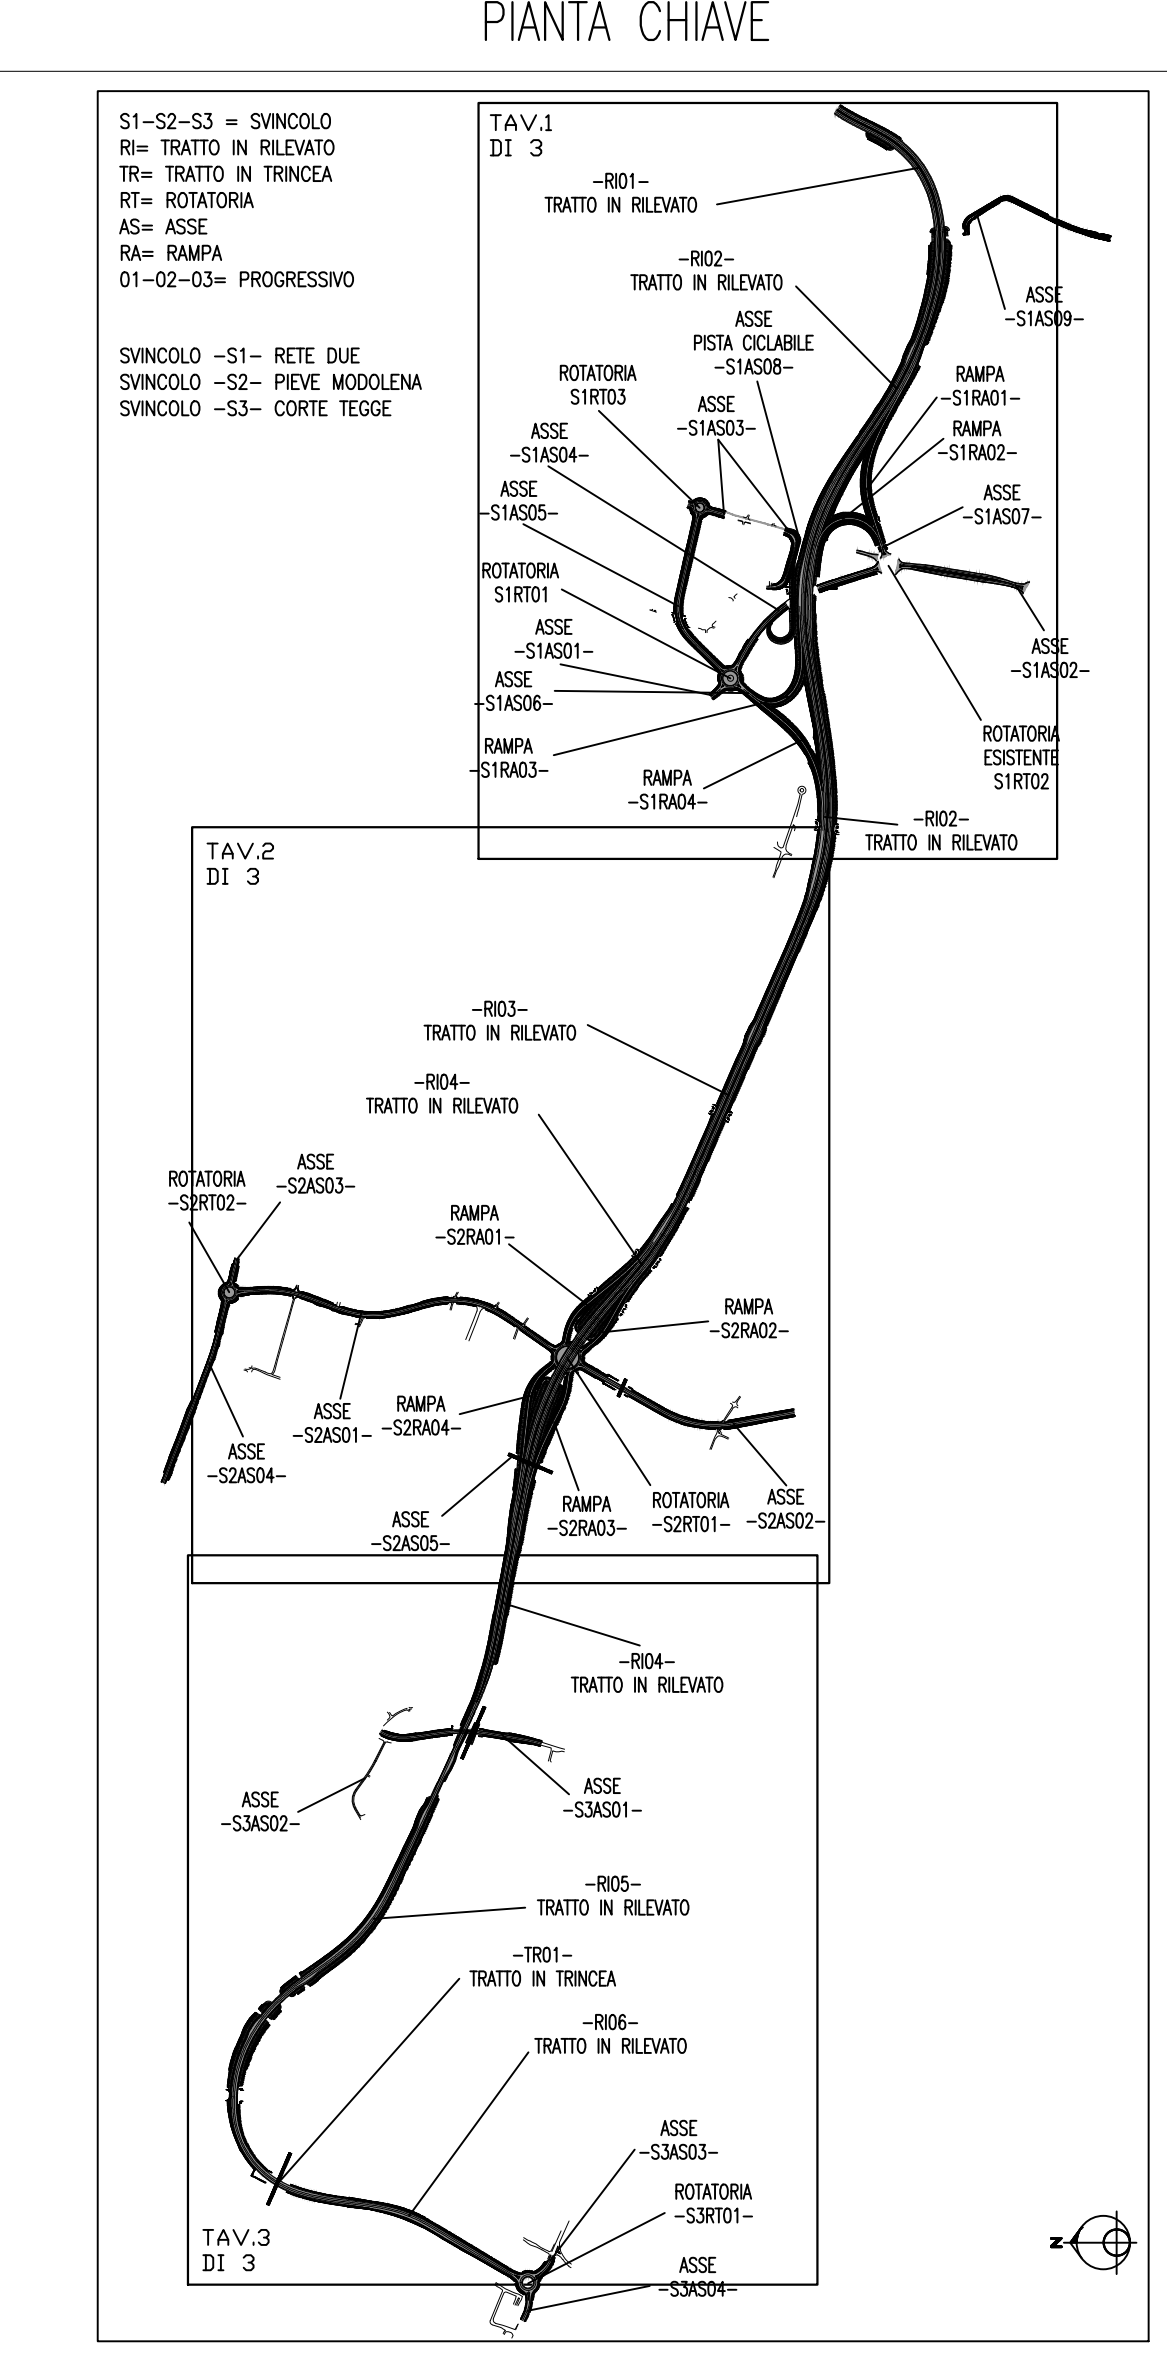 PIANTA CHIAVE
S1-S2-S3 = SVINCOLO
RI= TRATTO IN RILEVATO
TR= TRATTO IN TRINCEA
RT= ROTATORIA
AS= ASSE
RA= RAMPA
01-02-03= PROGRESSIVO
SVINCOLO -S1- RETE DUE
SVINCOLO -S2- PIEVE MODOLENA
SVINCOLO -S3- CORTE TEGGE
TAV.1
DI 3
-RI01-
TRATTO IN RILEVATO
-RI02-
TRATTO IN RILEVATO
ASSE
-S1AS09-
ASSE
PISTA CICLABILE
-S1AS08-
ROTATORIA
S1RT03
ASSE
-S1AS03-
RAMPA
-S1RA01-
RAMPA
-S1RA02-
ASSE
-S1AS04-
ASSE
-S1AS05-
ASSE
-S1AS07-
ROTATORIA
S1RT01
ASSE
-S1AS01-
ASSE
-S1AS02-
ASSE
-S1AS06-
RAMPA
-S1RA03-
RAMPA
-S1RA04-
ROTATORIA
ESISTENTE
S1RT02
-RI02-
TRATTO IN RILEVATO
TAV.2
DI 3
-RI03-
TRATTO IN RILEVATO
-RI04-
TRATTO IN RILEVATO
ROTATORIA
-S2RT02-
ASSE
-S2AS03-
RAMPA
-S2RA01-
RAMPA
-S2RA02-
ASSE
-S2AS01-
RAMPA
-S2RA04-
ASSE
-S2AS04-
ASSE
-S2AS05-
RAMPA
-S2RA03-
ROTATORIA
-S2RT01-
ASSE
-S2AS02-
-RI04-
TRATTO IN RILEVATO
ASSE
-S3AS02-
ASSE
-S3AS01-
-RI05-
TRATTO IN RILEVATO
-TR01-
TRATTO IN TRINCEA
-RI06-
TRATTO IN RILEVATO
ASSE
-S3AS03-
ROTATORIA
-S3RT01-
ASSE
-S3AS04-
TAV.3
DI 3
N